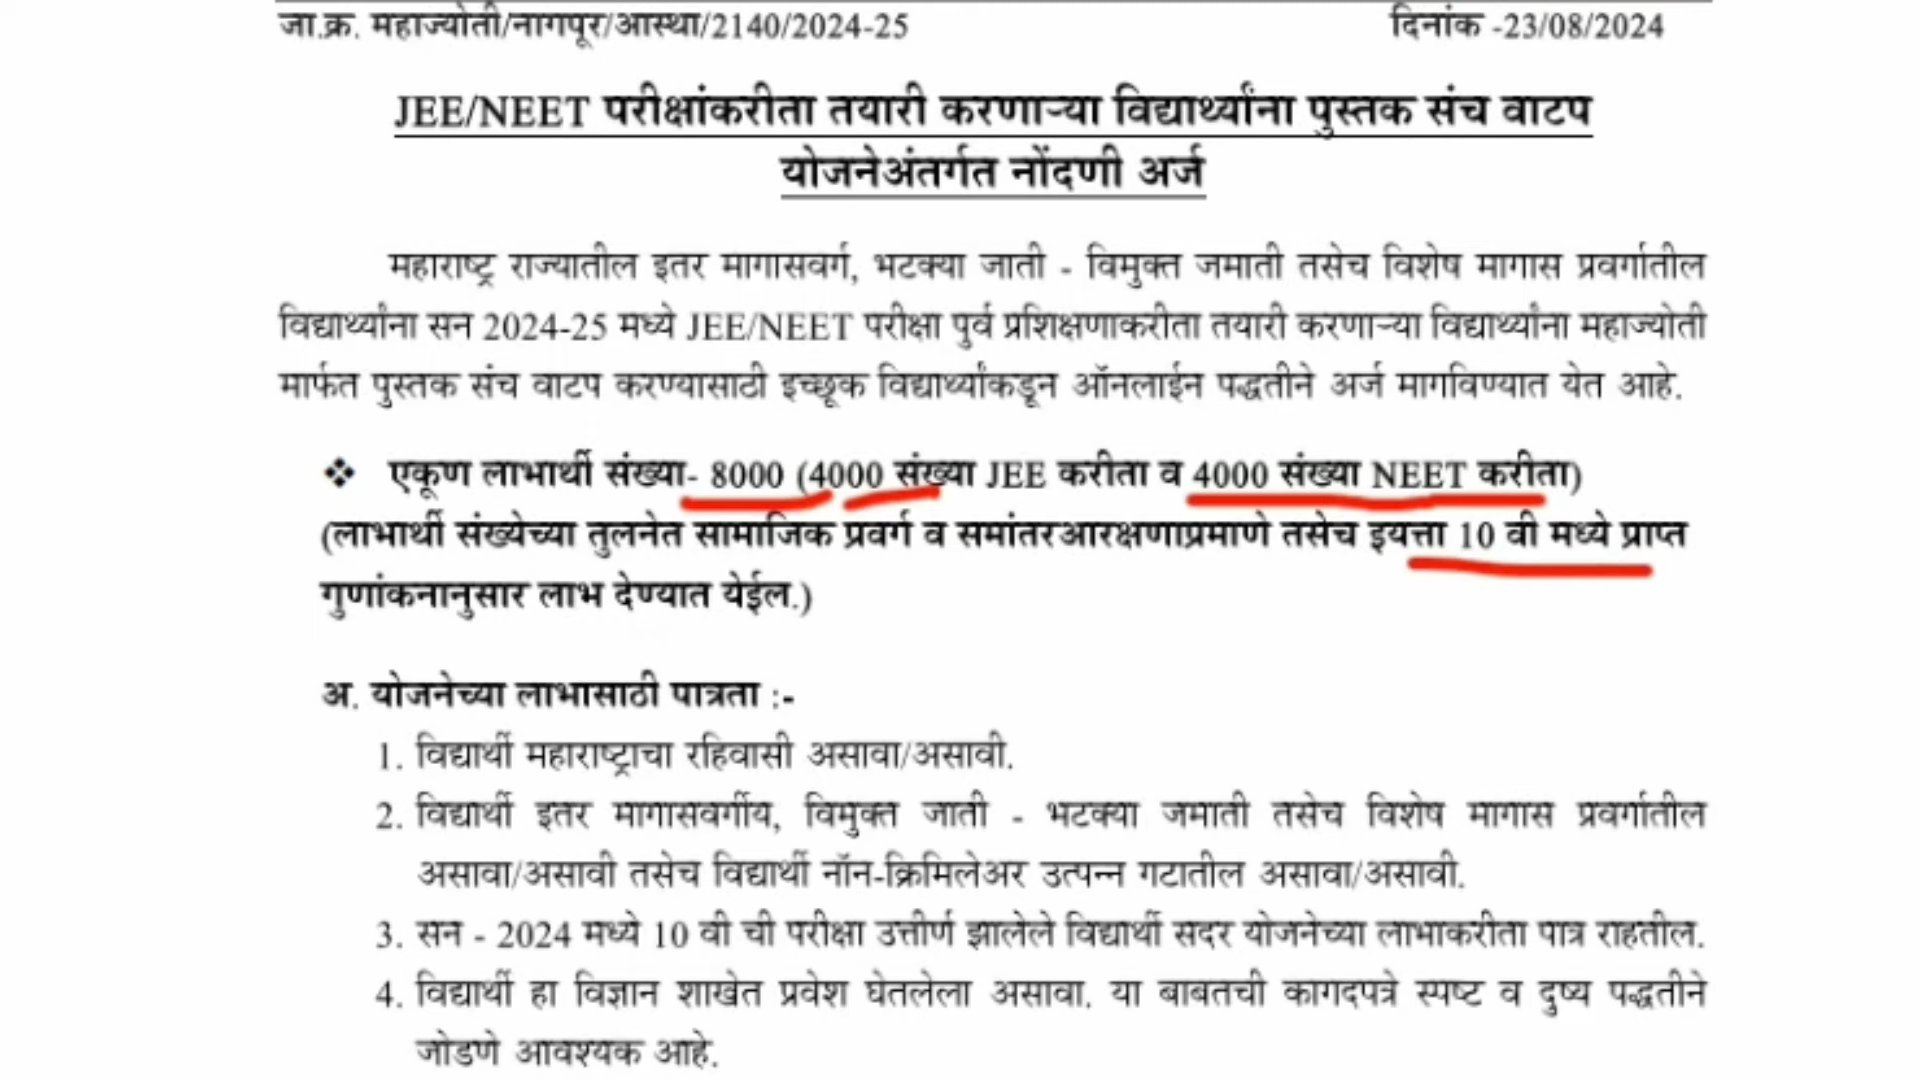 जा.क्र. महाज्योती/नागपूर/आस्था/2140/2024-25 दिनांक -23/08/2024
JEE/NEET परीक्षांकरीता तयारी करणाऱ्या विद्यार्थ्यांना पुस्तक संच वाटप
योजनेअंतर्गत नोंदणी अर्ज
महाराष्ट्र राज्यातील इतर मागासवर्ग, भटक्या जाती - विमुक्त जमाती तसेच विशेष मागास प्रवर्गातील
विद्यार्थ्यांना सन 2024-25 मध्ये JEE/NEET परीक्षा पुर्व प्रशिक्षणाकरीता तयारी करणाऱ्या विद्यार्थ्यांना महाज्योती
मार्फत पुस्तक संच वाटप करण्यासाठी इच्छूक विद्यार्थ्यांकडून ऑनलाईन पद्धतीने अर्ज मागविण्यात येत आहे.
❖ एकूण लाभार्थी संख्या- 8000 (4000 संख्या JEE करीता व 4000 संख्या NEET करीता)
(लाभार्थी संख्येच्या तुलनेत सामाजिक प्रवर्ग व समांतरआरक्षणाप्रमाणे तसेच इयत्ता 10 वी मध्ये प्राप्त
गुणांकनानुसार लाभ देण्यात येईल.)
अ. योजनेच्या लाभासाठी पात्रता :-
1. विद्यार्थी महाराष्ट्राचा रहिवासी असावा/असावी.
2. विद्यार्थी इतर मागासवर्गीय, विमुक्त जाती - भटक्या जमाती तसेच विशेष मागास प्रवर्गातील
असावा/असावी तसेच विद्यार्थी नॉन-क्रिमिलेअर उत्पन्न गटातील असावा/असावी.
3. सन - 2024 मध्ये 10 वी ची परीक्षा उत्तीर्ण झालेले विद्यार्थी सदर योजनेच्या लाभाकरीता पात्र राहतील.
4. विद्यार्थी हा विज्ञान शाखेत प्रवेश घेतलेला असावा. या बाबतची कागदपत्रे स्पष्ट व दुष्य पद्धतीने
जोडणे आवश्यक आहे.